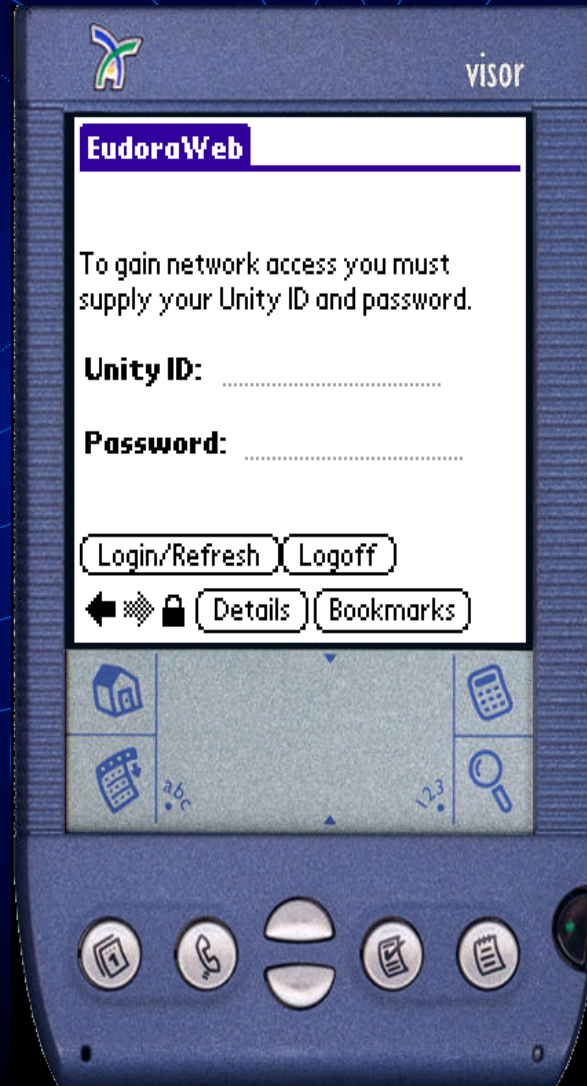 visor
EudoraWeb
To gain network access you must
supply your Unity ID and password.
Unity ID:
Password:
Login/Refresh Logoff
Details Bookmarks
abc 123
1